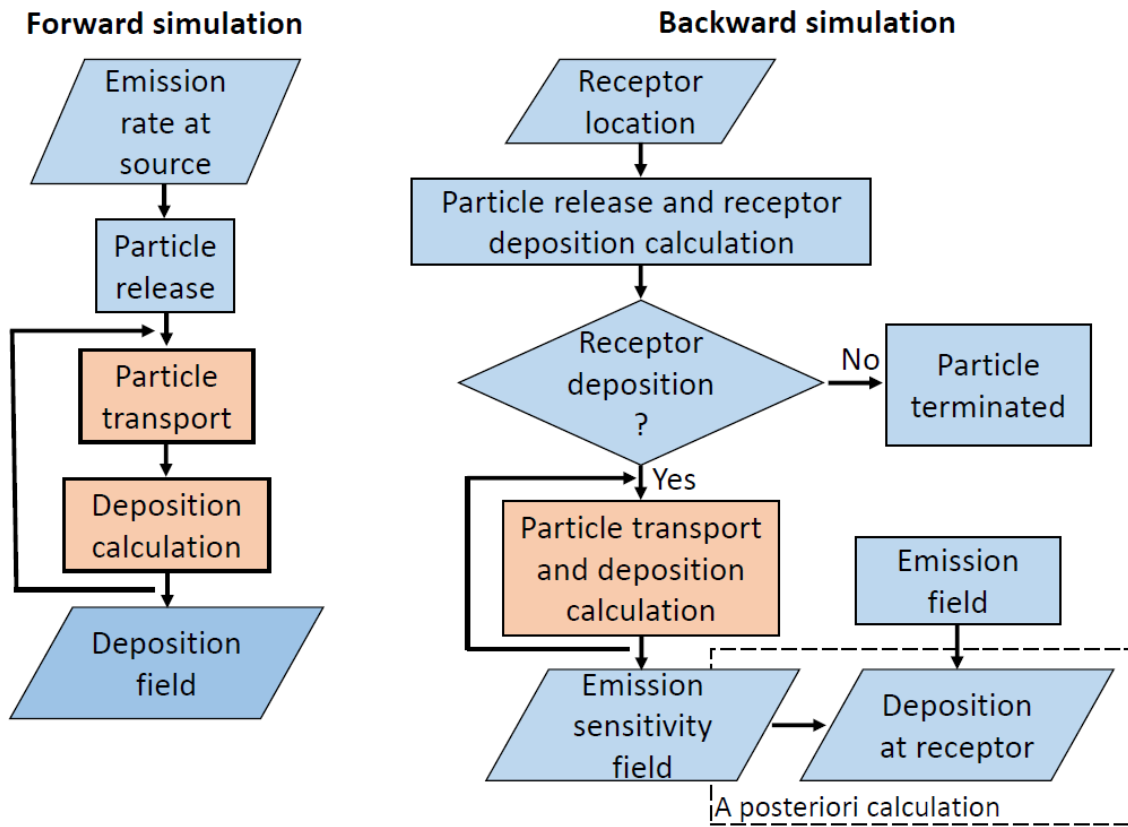 Forward simulation
Emission
rate at
source
Particle
release
Particle
transport
Deposition
calculation
Deposition
field
Backward simulation
Receptor
location
Particle release and receptor
deposition calculation
Receptor
deposition
?
No
Particle
terminated
Yes
Particle transport
and deposition
calculation
Emission
field
Emission
sensitivity
field
Deposition
at receptor
A posteriori calculation